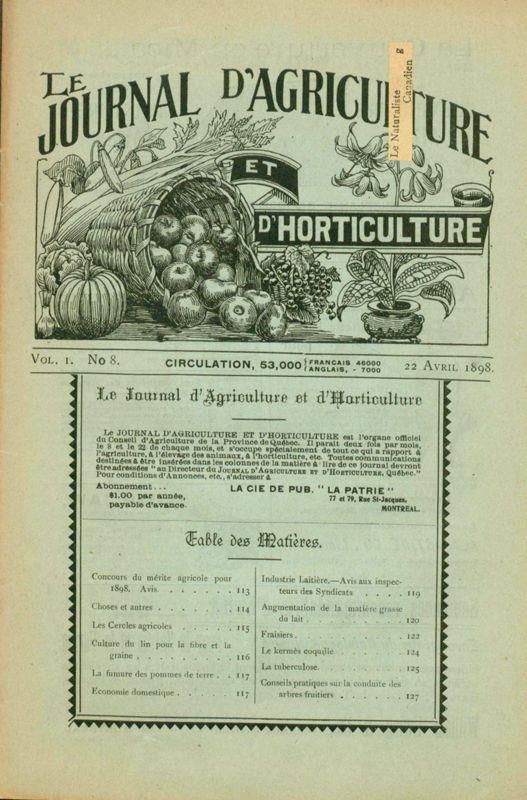 LE
JOURNAL D'AGRICULTURE
Le Naturaliste
Canadien
g
ET
D'HORTICULTURE
VOL. 1. No 8.
CIRCULATION, 53,000 { FRANCAIS 46000
ANGLAIS, - 7000
22 AVRIL 1898.
Le Journal d'Agriculture et d'Horticulture
Le JOURNAL D'AGRICULTURE ET D'HORTICULTURE est l'organe officiel
du Conseil d'Agriculture de la Province de Québec. Il parait deux fois par mois,
le 8 et le 22 de chaque mois, et s'occupe spécialement de tout ce qui a rapport à
l'agriculture, à l'élevage des animaux, à l'horticulture, etc. Toutes communications
destinées à être insérées dans les colonnes de la matière à lire de ce journal devront
être adressées "au Directeur du JOURNAL D'AGRICULTURE ET D'HORTICULTURE, Québec."
Pour conditions d'Annonces, etc., s'adresser à
Abonnement...
$1.00 par année,
payable d'avance.
LA CIE DE PUB. "LA PATRIE"
77 et 79, Rue St-Jacques,
MONTREAL.
Table des Matières.
Concours du mérite agricole pour
1898. Avis. . . . . . . . . 113
Choses et autres . . . . . . . 114
Les Cercles agricoles . . . . . . 115
Culture du lin pour la fibre et la
graine . . . . . . . . . 116
La fumure des pommes de terre . . 117
Economie domestique . . . . . . 117
Industrie Laitière.—Avis aux inspec-
teurs des Syndicats . . . . 119
Augmentation de la matière grasse
du lait . . . . . . . . . 120
Fraisiers . . . . . . . . . . 122
Le kermès coquille . . . . . . 124
La tuberculose. . . . . . . . 125
Conseils pratiques sur la conduite des
arbres fruitiers . . . . . . 127